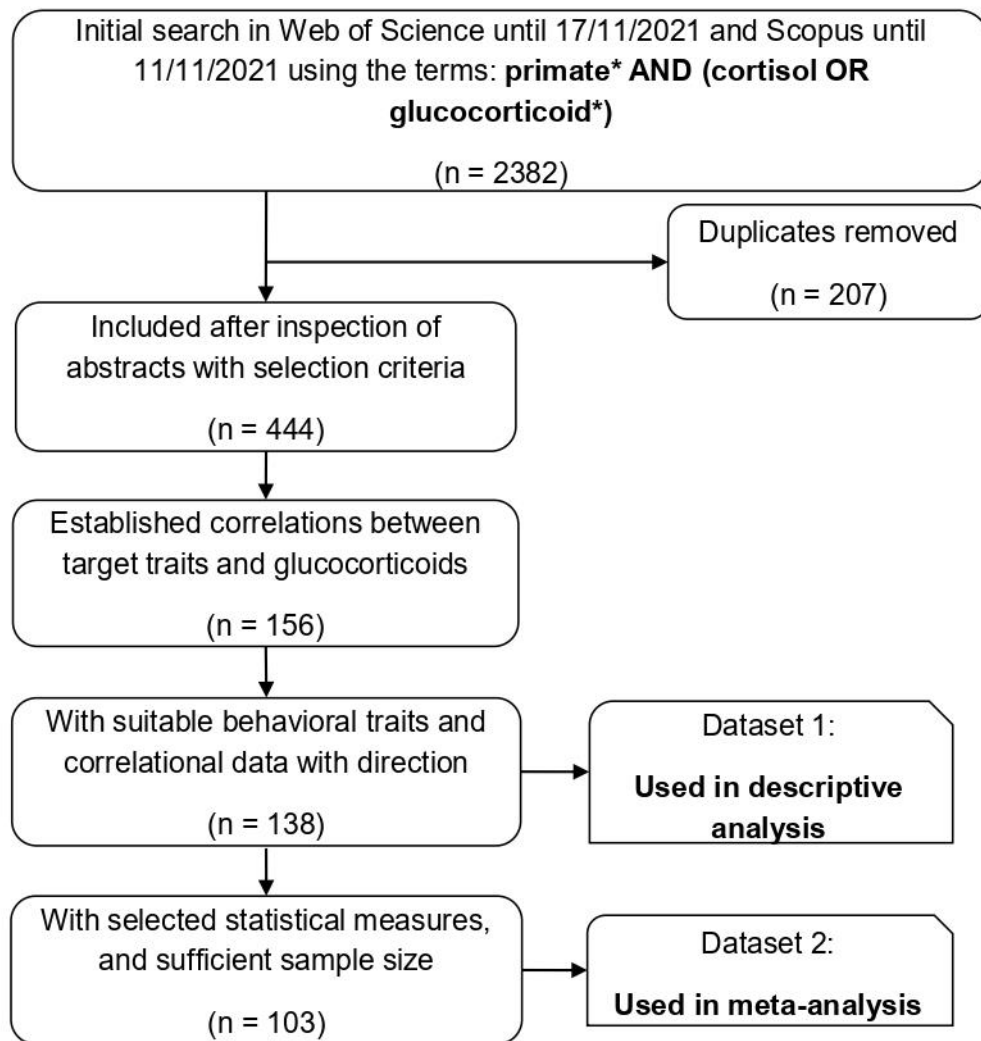 Initial search in Web of Science until 17/11/2021 and Scopus until
11/11/2021 using the terms: primate* AND (cortisol OR
glucocorticoid*)
(n = 2382)
Duplicates removed
(n = 207)
Included after inspection of
abstracts with selection criteria
(n = 444)
Established correlations between
target traits and glucocorticoids
(n = 156)
With suitable behavioral traits and
correlational data with direction
(n = 138)
Dataset 1:
Used in descriptive
analysis
With selected statistical measures,
and sufficient sample size
(n = 103)
Dataset 2:
Used in meta-analysis